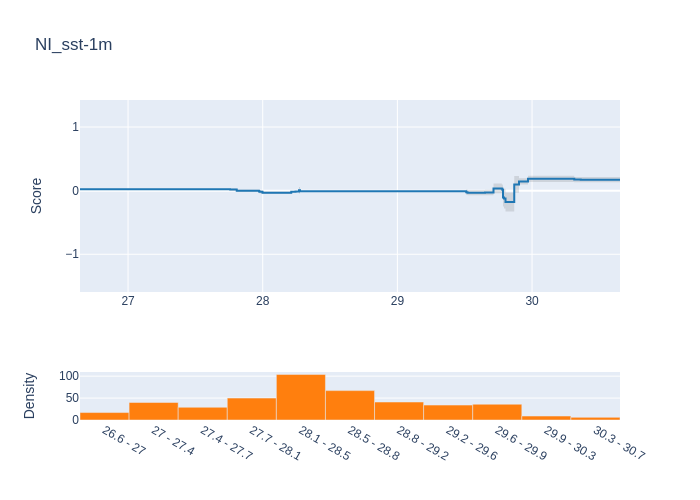 NI_sst-1m
Score
1
0
−1
27 28 29 30
Density
100
50
0
26.6 - 27
27 - 27.4
27.4 - 27.7
27.7 - 28.1
28.1 - 28.5
28.5 - 28.8
28.8 - 29.2
29.2 - 29.6
29.6 - 29.9
29.9 - 30.3
30.3 - 30.7